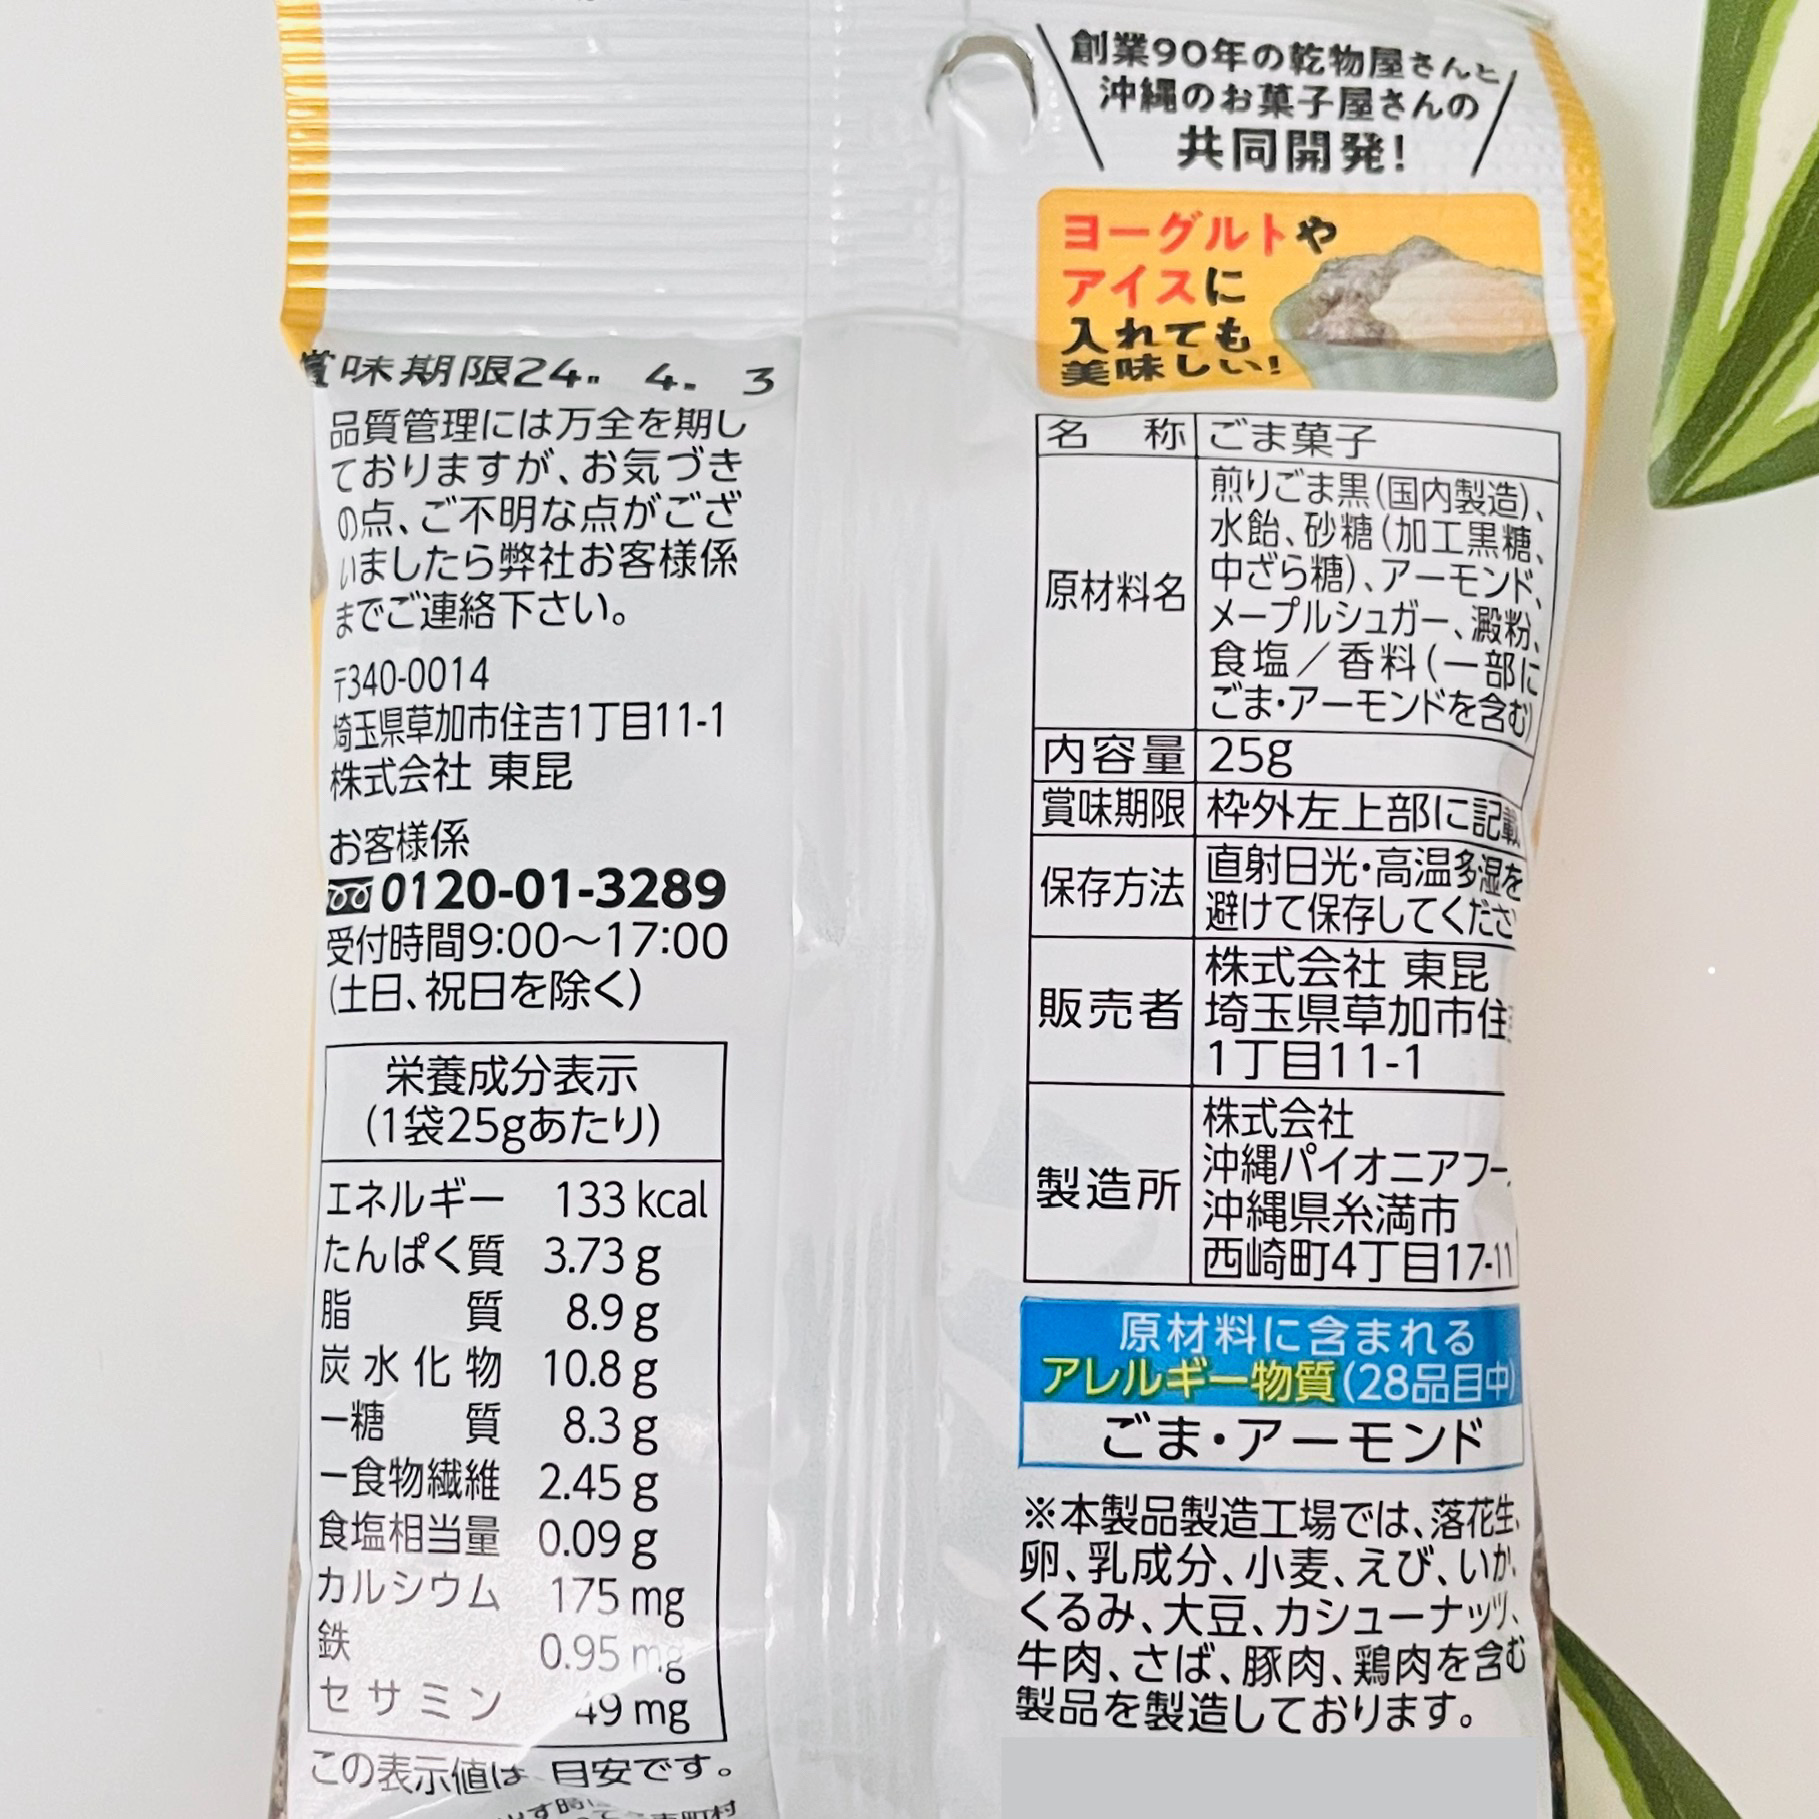 賞味期限24. 4. 3
品質管理には万全を期し
ておりますが、お気づき
の点、ご不明な点がござ
いましたら弊社お客様係
までご連絡下さい。
〒340-0014
埼玉県草加市住吉1丁目11-1
株式会社 東昆
お客様係
0120-01-3289
受付時間9:00〜17:00
(土日、祝日を除く)
栄養成分表示
(1袋25gあたり)
エネルギー 133 kcal
たんぱく質 3.73 g
脂質 8.9 g
炭水化物 10.8 g
ー糖質 8.3 g
ー食物繊維 2.45 g
食塩相当量 0.09 g
カルシウム 175 mg
鉄 0.95 mg
セサミン 49 mg
この表示値は、目安です。
創業90年の乾物屋さんと
沖縄のお菓子屋さんの
共同開発!
ヨーグルトや
アイスに
入れても
美味しい!
名称 ごま菓子
原材料名 煎りごま黒(国内製造)、
水飴、砂糖(加工黒糖、
中ざら糖)、アーモンド、
メープルシュガー、澱粉、
食塩/香料(一部に
ごま・アーモンドを含む)
内容量 25g
賞味期限 枠外左上部に記載
保存方法 直射日光・高温多湿を
避けて保存してくださ
販売者 株式会社 東昆
埼玉県草加市住
1丁目11-1
製造所 株式会社
沖縄パイオニアフー
沖縄県糸満市
西崎町4丁目17-11
原材料に含まれる
アレルギー物質(28品目中)
ごま・アーモンド
※本製品製造工場では、落花生、
卵、乳成分、小麦、えび、いか、
くるみ、大豆、カシューナッツ、
牛肉、さば、豚肉、鶏肉を含む
製品を製造しております。